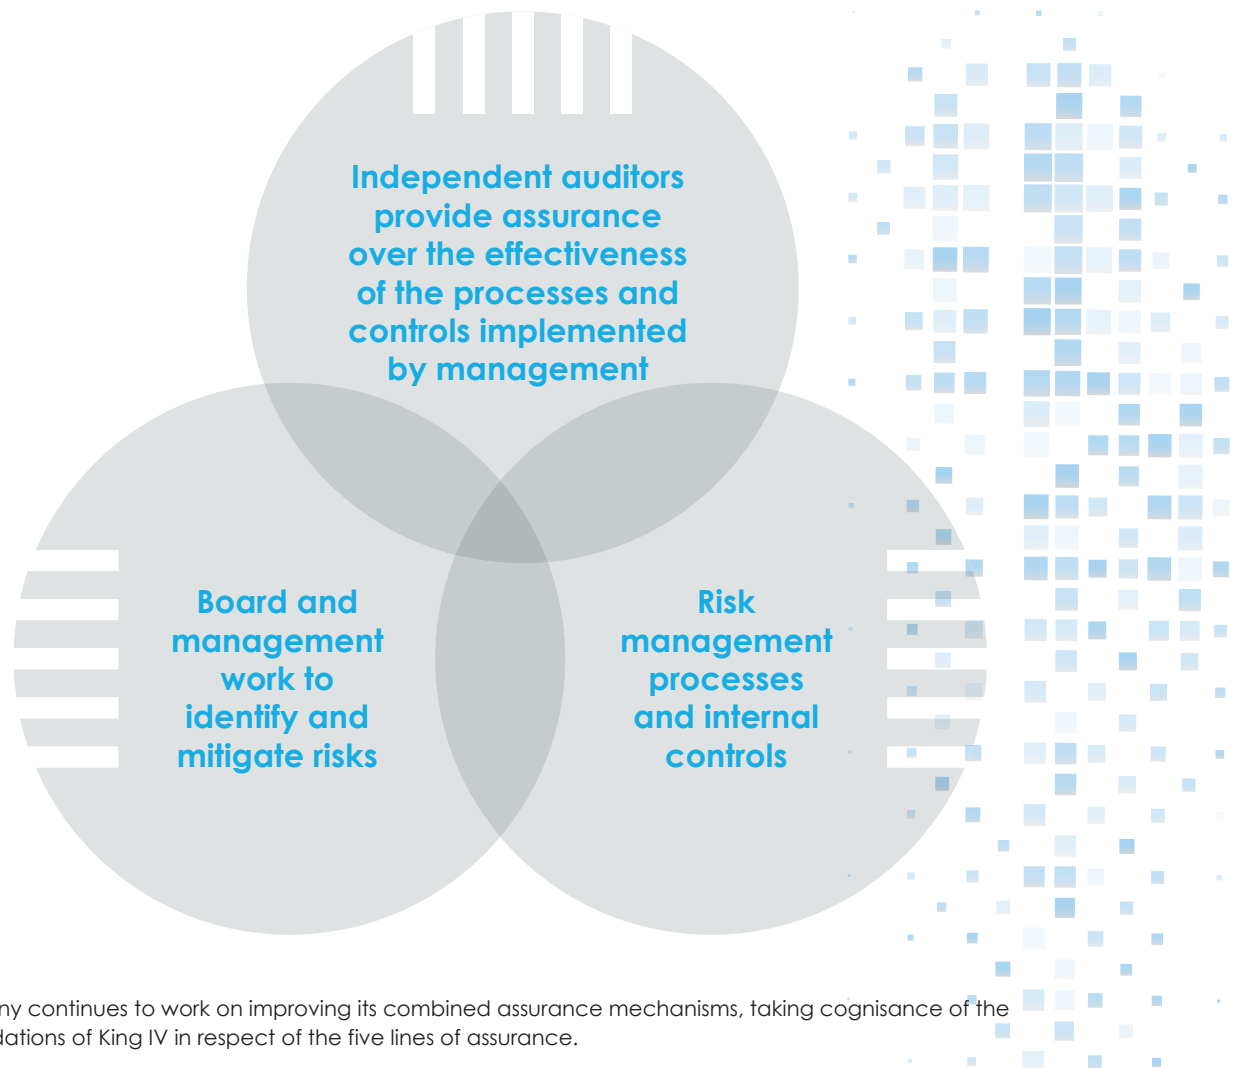 Independent auditors
provide assurance
over the effectiveness
of the processes and
controls implemented
by management
Board and
management
work to
identify and
mitigate risks
Risk
management
processes
and internal
controls
continues to work on improving its combined assurance mechanisms, taking cognisance of the
of King IV in respect of the five lines of assurance.